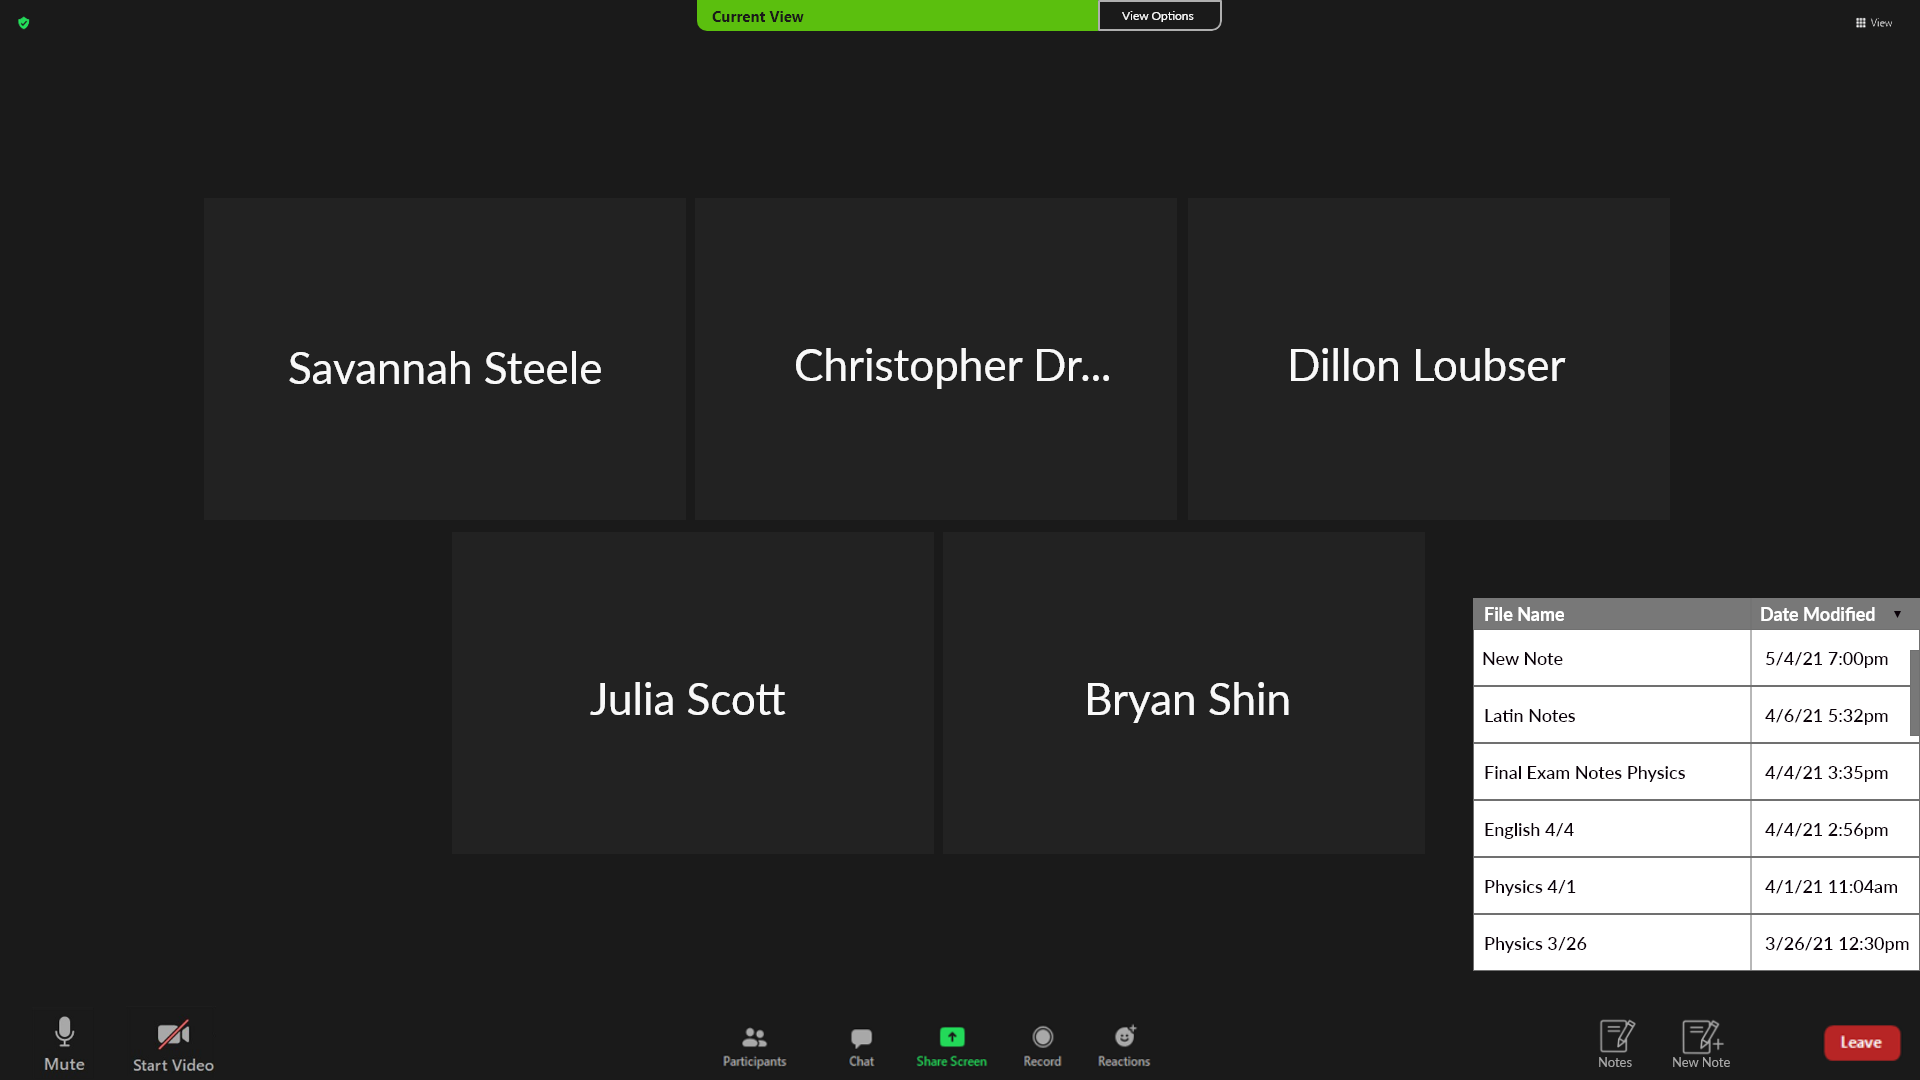 Current View
View Options
View
Savannah Steele
Christopher Dr...
Dillon Loubser
Julia Scott
Bryan Shin
File Name Date Modified
New Note 5/4/21 7:00pm
Latin Notes 4/6/21 5:32pm
Final Exam Notes Physics 4/4/21 3:35pm
English 4/4 4/4/21 2:56pm
Physics 4/1 4/1/21 11:04am
Physics 3/26 3/26/21 12:30pm
Mute
Start Video
Participants
Chat
Share Screen
Record
Reactions
Notes
New Note
Leave